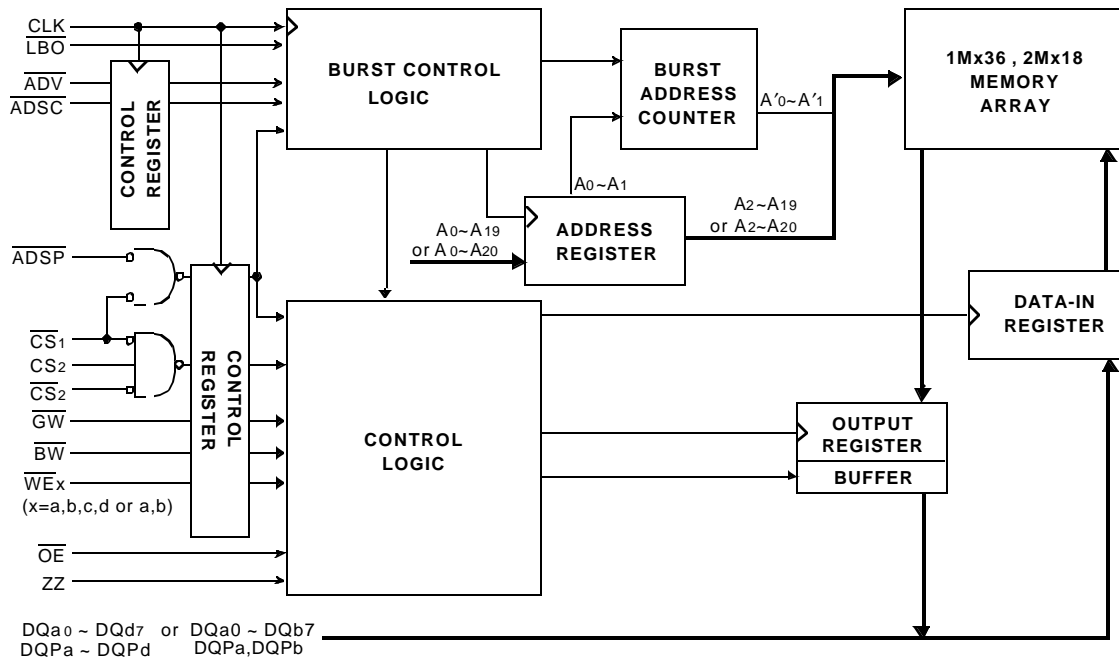 CLK
LBO
ADV
ADSC
CONTROL
REGISTER
BURST CONTROL
LOGIC
BURST
ADDRESS
COUNTER
A′0~A′1
1Mx36 , 2Mx18
MEMORY
ARRAY
A0~A1
A0~A19
or A0~A20
ADDRESS
REGISTER
A2~A19
or A2~A20
ADSP
CS1
CS2
CS2
GW
BW
WEx
(x=a,b,c,d or a,b)
OE
ZZ
CONTROL
REGISTER
CONTROL
LOGIC
DATA-IN
REGISTER
OUTPUT
REGISTER
BUFFER
DQa0 ~ DQd7 or DQa0 ~ DQb7
DQPa ~ DQPd DQPa,DQPb